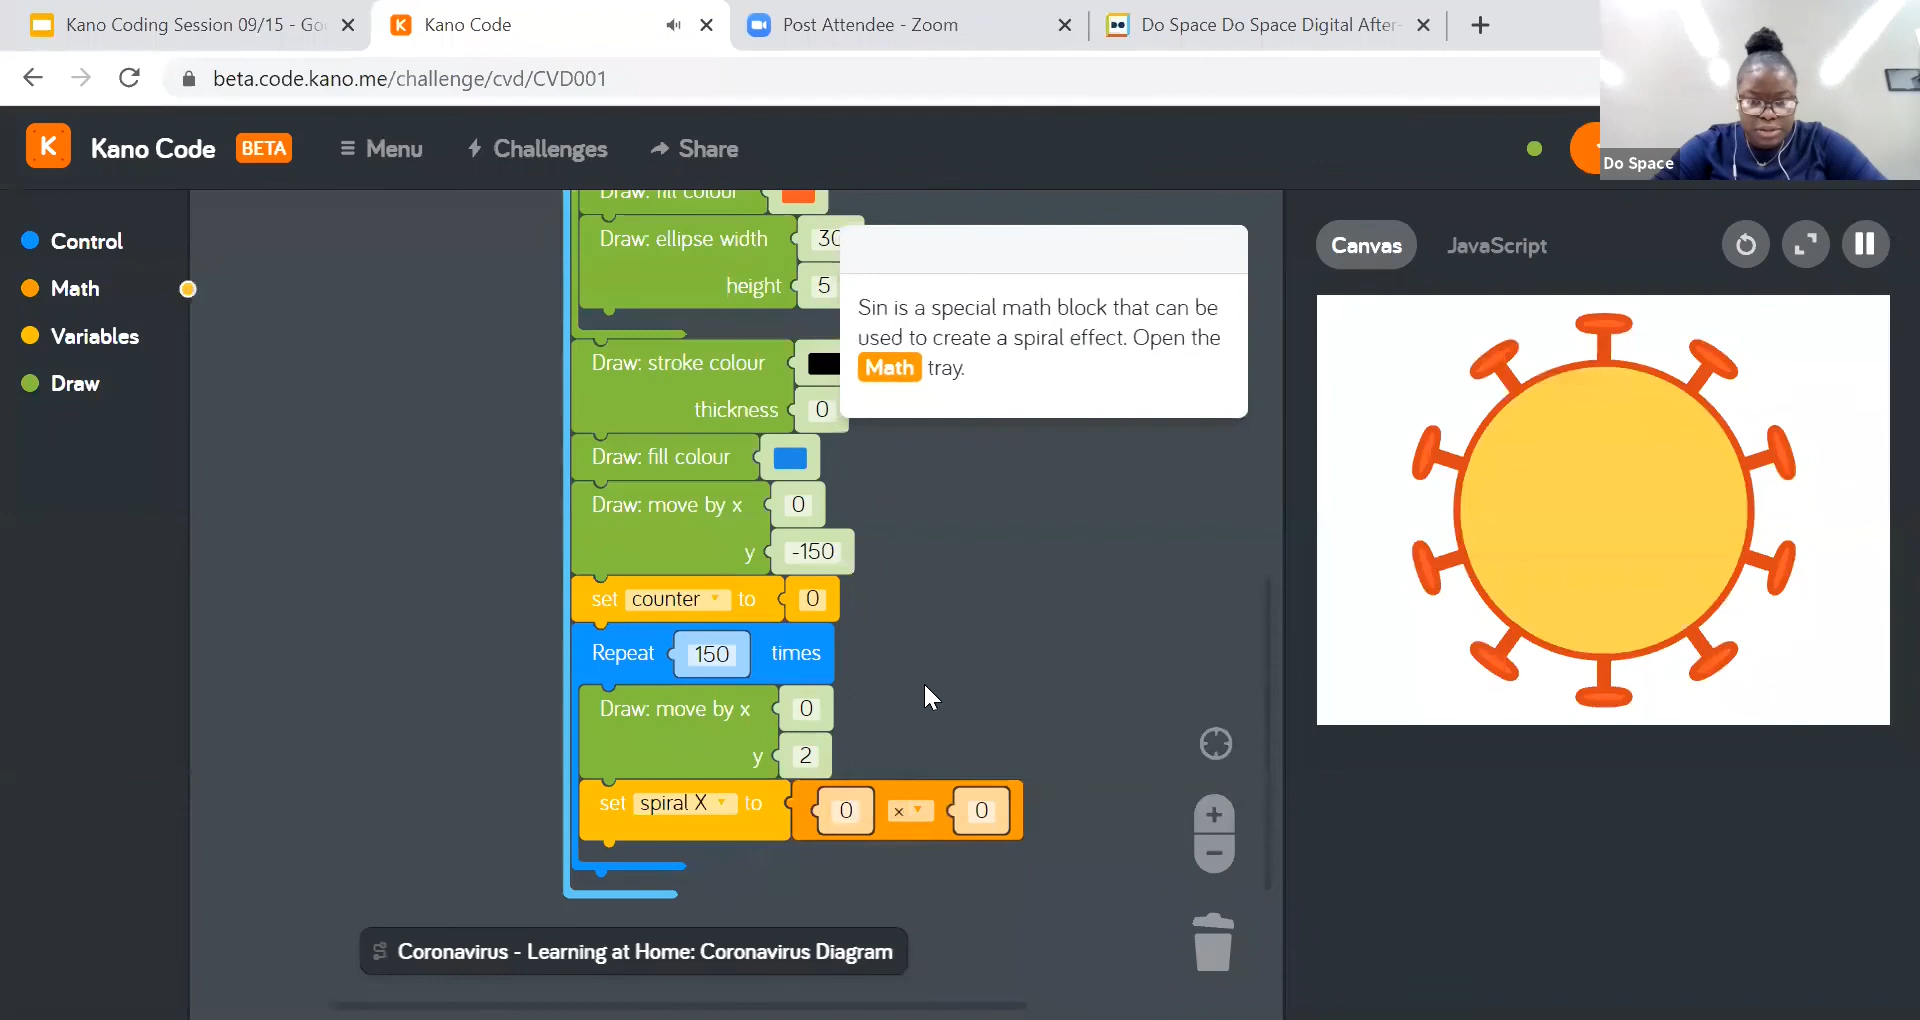 Kano Coding Session 09/15 - Go
Kano Code
Post Attendee - Zoom
Do Space Do Space Digital After-
beta.code.kano.me/challenge/cvd/CVD001
K
Kano Code
BETA
Menu
Challenges
Share
Do Space
Control
Math
Variables
Draw
Draw: fill colour
Draw: ellipse width 30
height 5
Sin is a special math block that can be
used to create a spiral effect. Open the
Math tray.
Draw: stroke colour
thickness 0
Draw: fill colour
Draw: move by x 0
y -150
set counter to 0
Repeat 150 times
Draw: move by x 0
y 2
set spiral X to 0 x 0
Coronavirus - Learning at Home: Coronavirus Diagram
Canvas
JavaScript